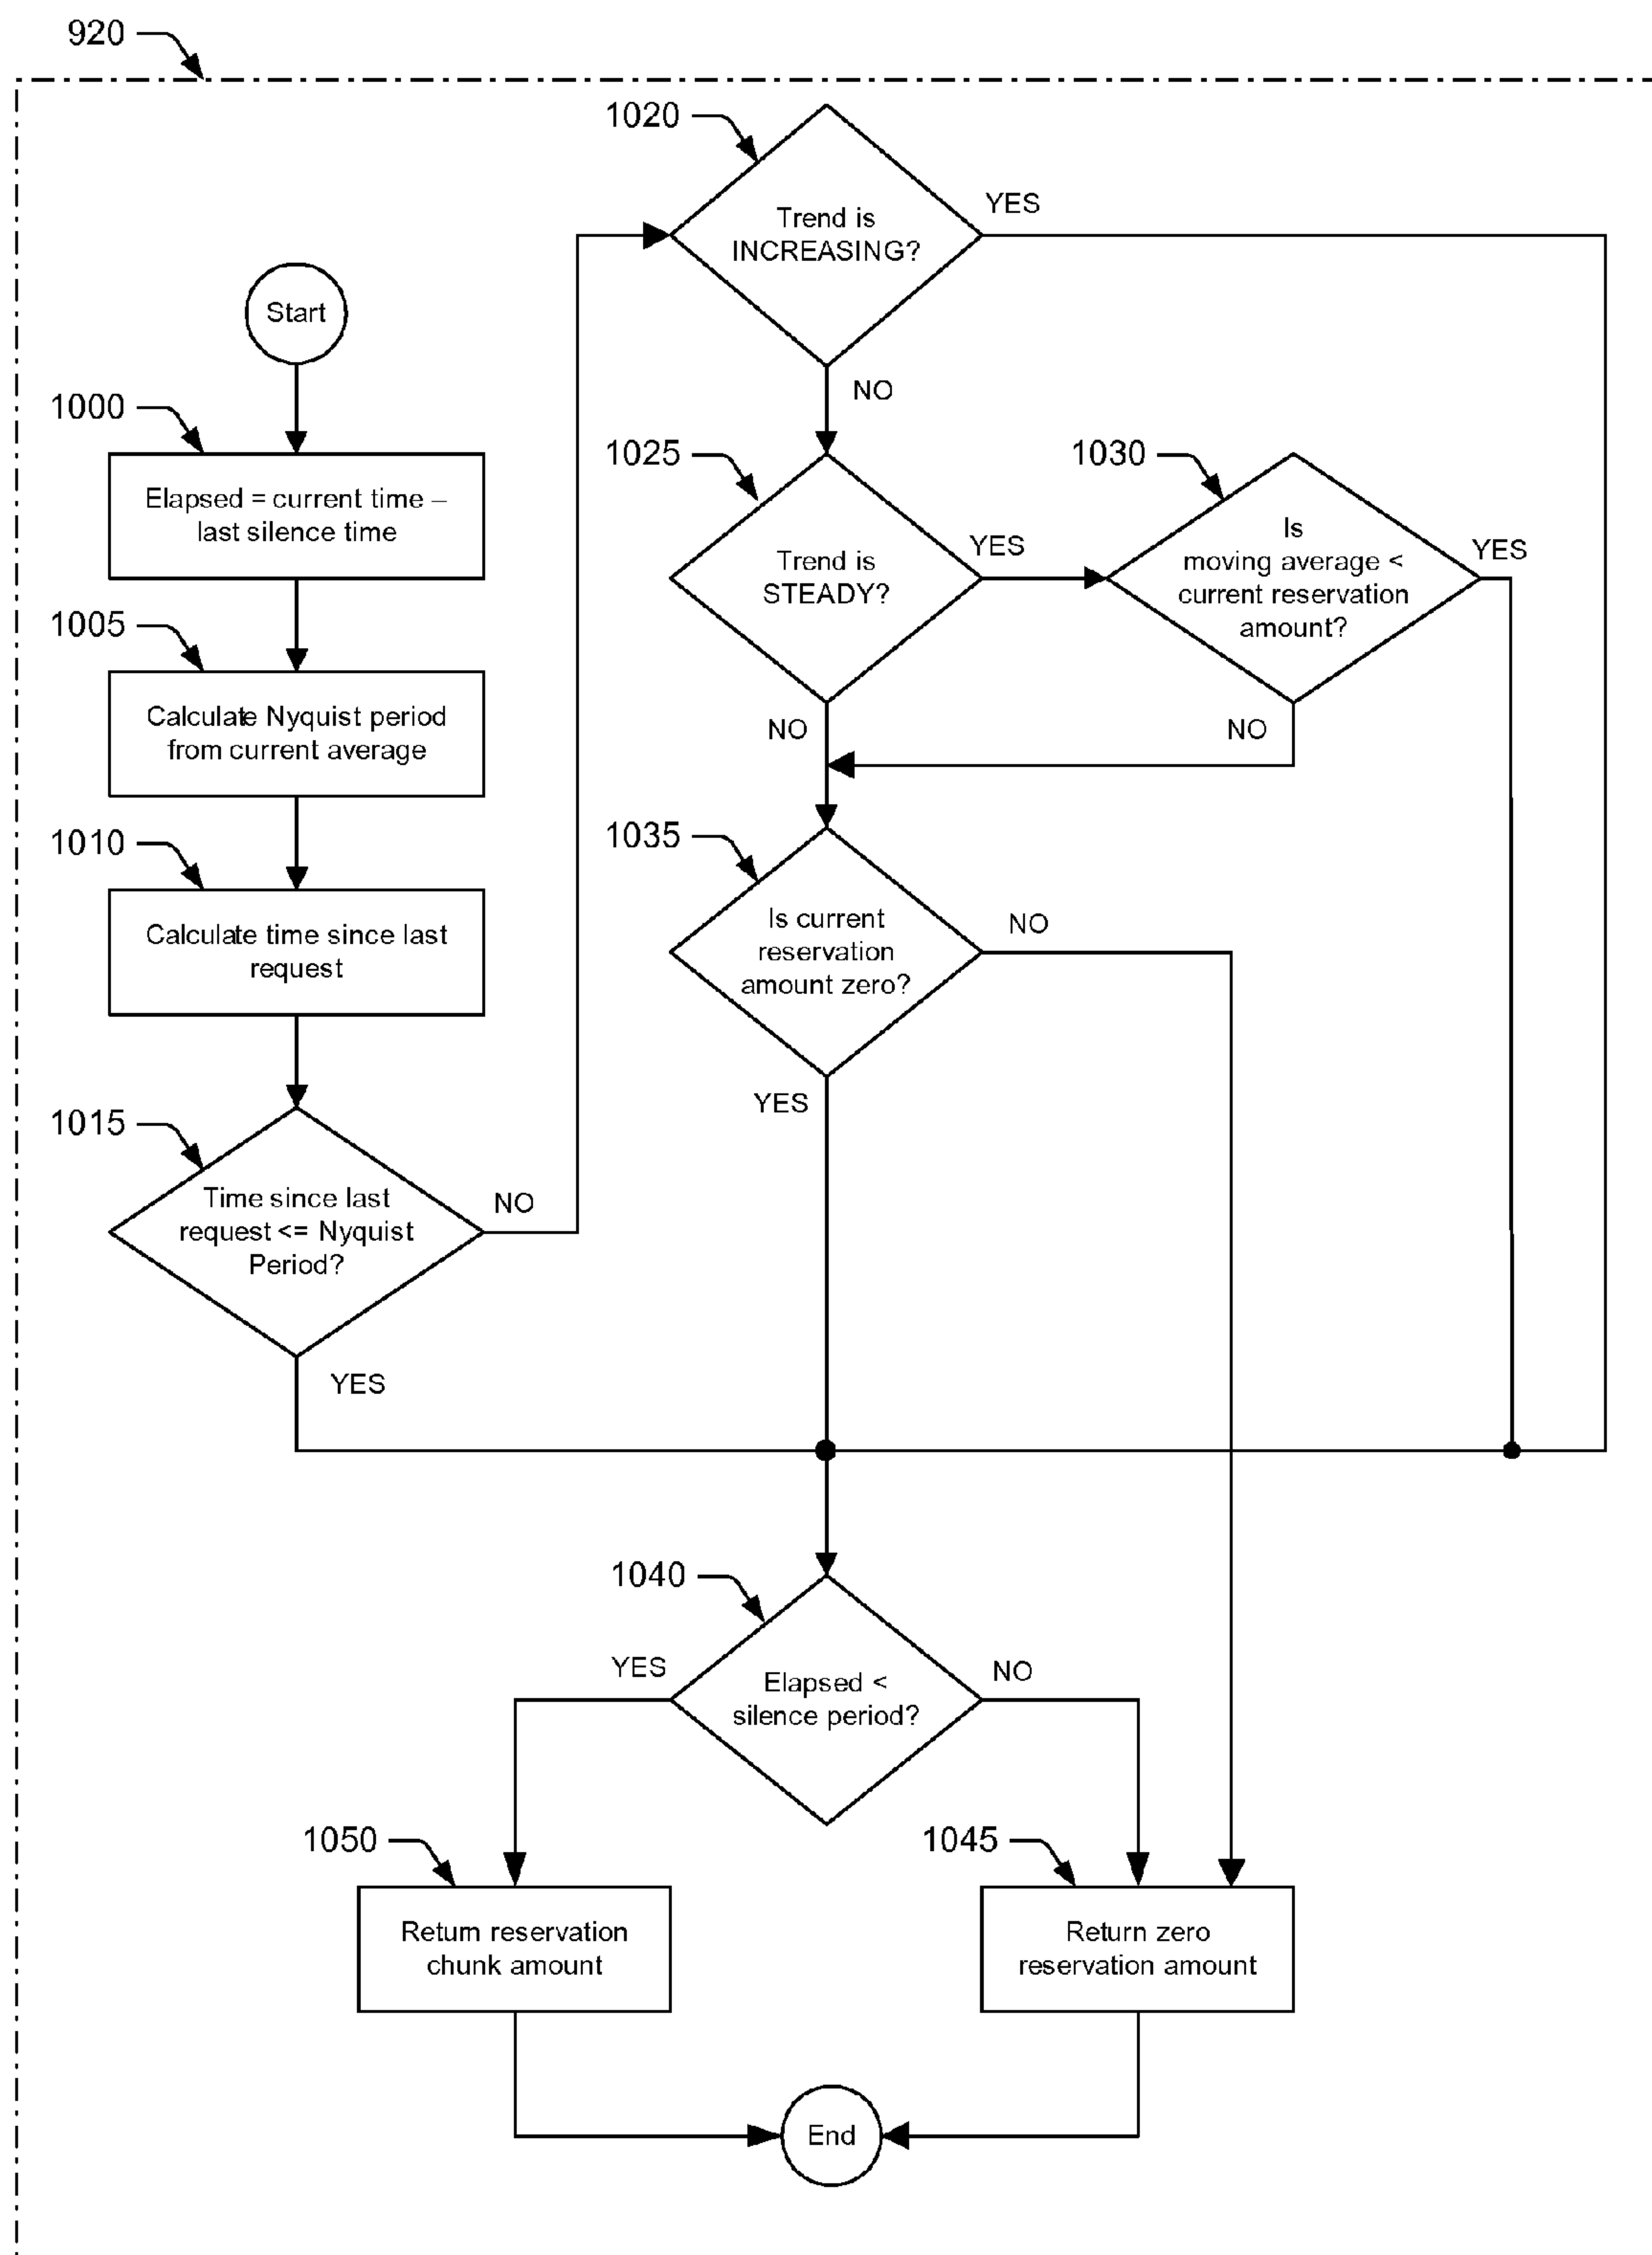 920
Start
1000
Elapsed = current time –
last silence time
1005
Calculate Nyquist period
from current average
1010
Calculate time since last
request
1015
Time since last
request <= Nyquist
Period?
NO
YES
1020
Trend is
INCREASING?
YES
NO
1025
Trend is
STEADY?
YES
NO
1030
Is
moving average <
current reservation
amount?
YES
NO
1035
Is current
reservation
amount zero?
NO
YES
1040
Elapsed <
silence period?
YES
NO
1050
Return reservation
chunk amount
1045
Return zero
reservation amount
End